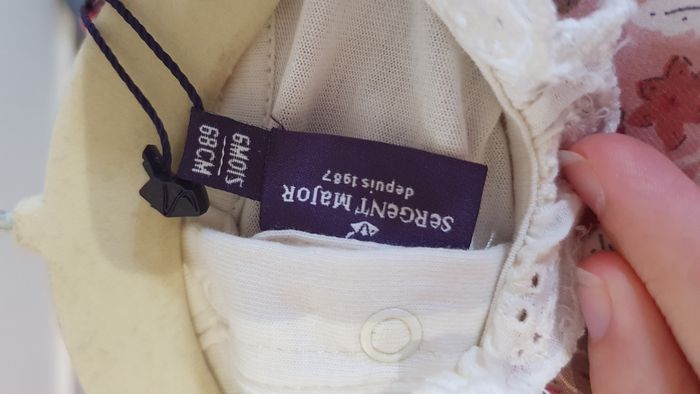 SERGENT MAJOR
depuis 1987
6MOIS
68CM